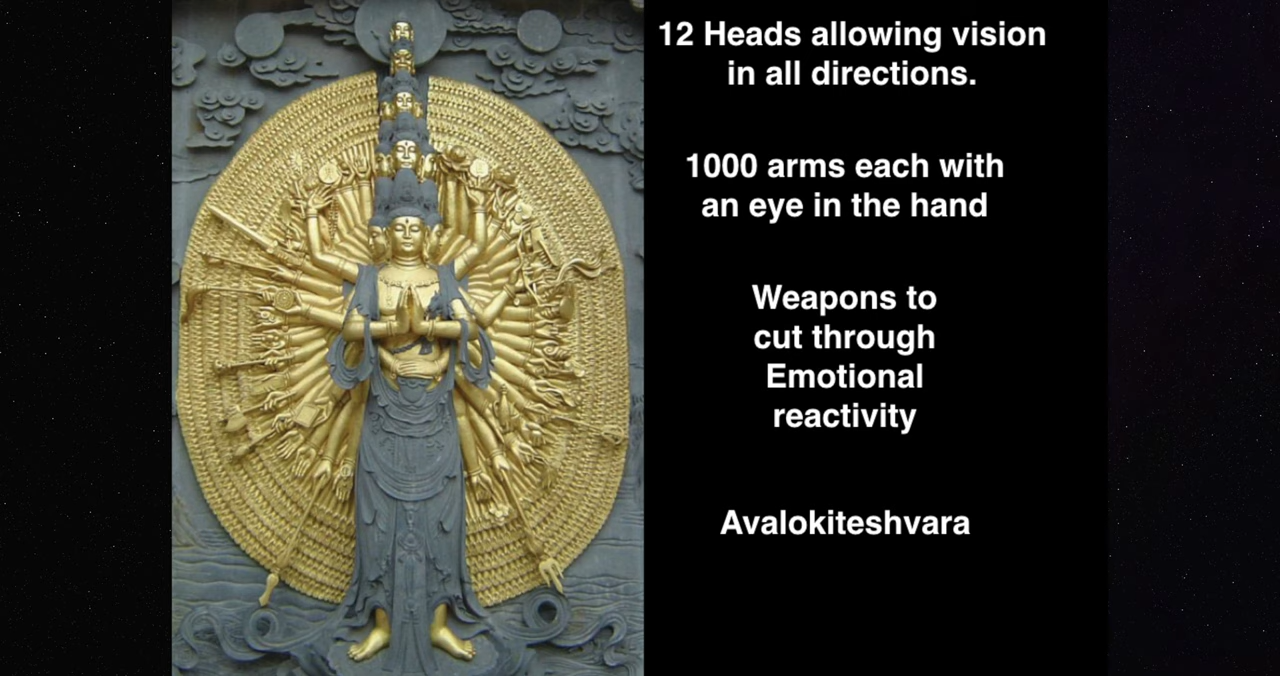 12 Heads allowing vision
in all directions.
1000 arms each with
an eye in the hand
Weapons to
cut through
Emotional
reactivity
Avalokiteshvara